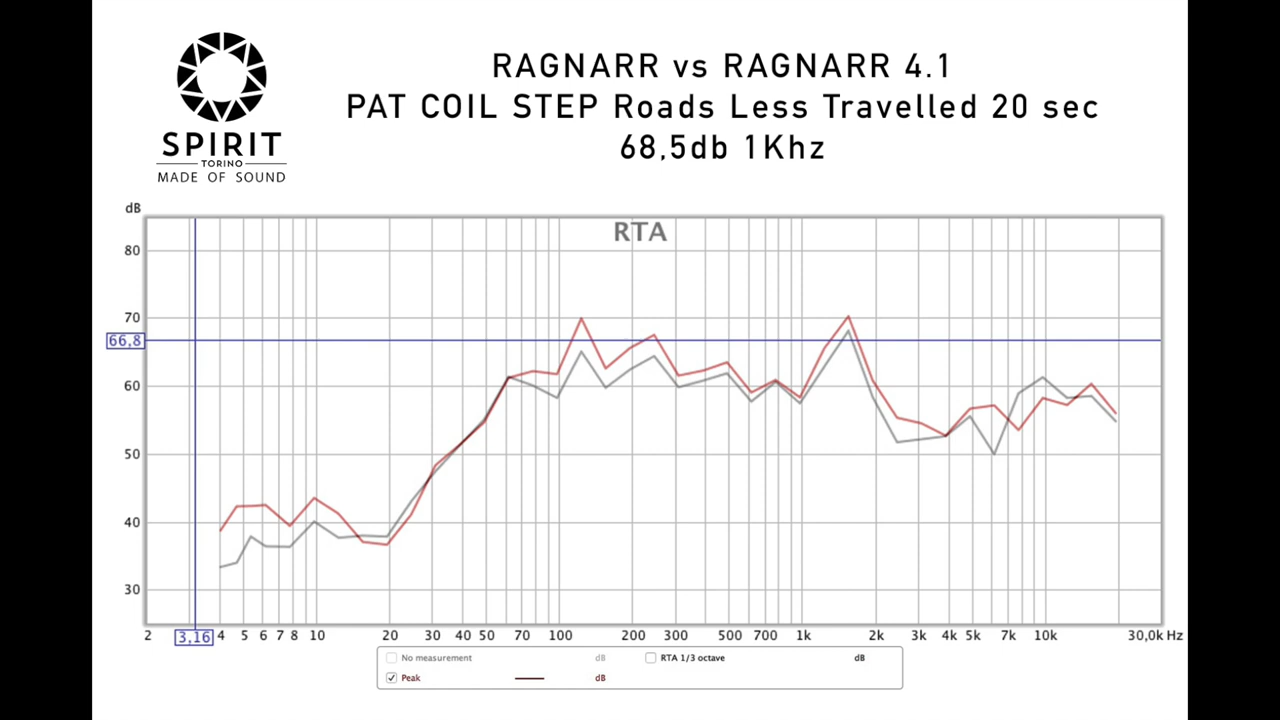 SPIRIT
TORINO
MADE OF SOUND
RAGNARR vs RAGNARR 4.1
PAT COIL STEP Roads Less Travelled 20 sec
68,5db 1Khz
dB
RTA
80
70
66,8
60
50
40
30
2 3,16 4 5 6 7 8 10 20 30 40 50 70 100 200 300 500 700 1k 2k 3k 4k 5k 7k 10k 30,0k Hz
No measurement dB RTA 1/3 octave dB
Peak dB